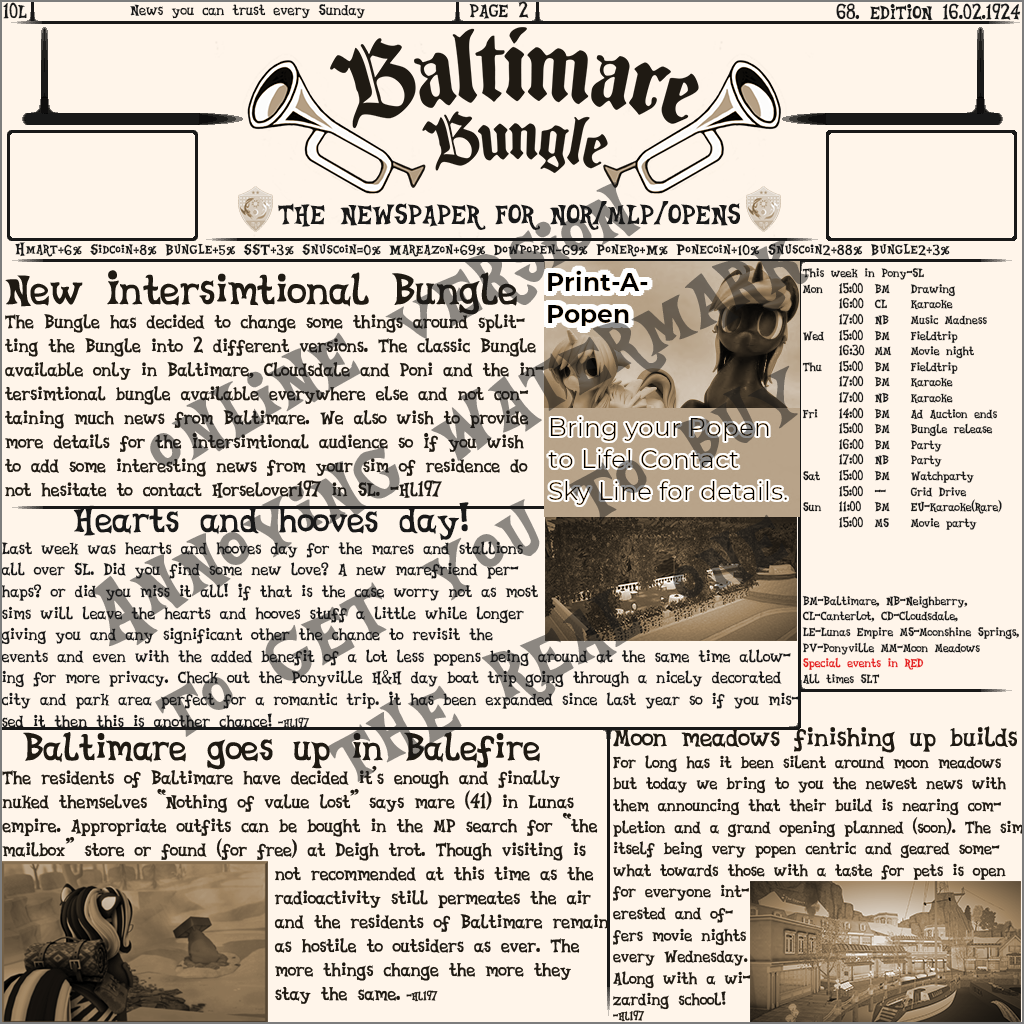 10L
News you can trust every Sunday
PAGE 2
68. EDITION 16.02.1924
Baltimare
Bungle
THE NEWSPAPER FOR NOR/MLP/OPENS
HMART+6% SIDCOIN+8% BUNGLE+5% SST+3% SNUSCOIN=0% MAREAZON+69% DOWPOPEN-69% PONERO+M% PONECOIN+10% SNUSCOIN2+88% BUNGLE2+3%
New intersimtional Bungle
The Bungle has decided to change some things around split-
ting the Bungle into 2 different versions. The classic Bungle
available only in Baltimare, Cloudsdale and Poni and the in-
tersimtional bungle available everywhere else and not con-
taining much news from Baltimare. We also wish to provide
more details for the intersimtional audience so if you wish
to add some interesting news from your sim of residence do
not hesitate to contact Horselover197 in SL. -HL197
Print-A-
Popen
Bring your Popen
to Life! Contact
Sky Line for details.
This week in Pony-SL
Mon 15:00 BM Drawing
16:00 CL Karaoke
17:00 NB Music Madness
Wed 15:00 BM Fieldtrip
16:30 MM Movie night
Thu 15:00 BM Fieldtrip
17:00 BM Karaoke
17:00 NB Karaoke
Fri 14:00 BM Ad Auction ends
15:00 BM Bungle release
16:00 BM Party
17:00 NB Party
Sat 15:00 BM Watchparty
15:00 --- Grid Drive
Sun 11:00 BM EU-Karaoke(Rare)
15:00 MS Movie party
BM-Baltimare, NB-Neighberry,
CL-Canterlot, CD-Cloudsdale,
LE-Lunas Empire MS-Moonshine Springs,
PV-Ponyville MM-Moon Meadows
Special events in RED
All times SLT
Hearts and hooves day!
Last week was hearts and hooves day for the mares and stallions
all over SL. Did you find some new love? A new marefriend per-
haps? or did you miss it all! if that is the case worry not as most
sims will leave the hearts and hooves stuff a little while longer
giving you and any significant other the chance to revisit the
events and even with the added benefit of a lot less popens being around at the same time allow-
ing for more privacy. Check out the Ponyville H&H day boat trip going through a nicely decorated
city and park area perfect for a romantic trip. it has been expanded since last year so if you mis-
sed it then this is another chance! -HL197
Baltimare goes up in Balefire
The residents of Baltimare have decided it's enough and finally
nuked themselves "Nothing of value lost" says mare (41) in Lunas
empire. Appropriate outfits can be bought in the MP search for "the
mailbox" store or found (for free) at Deigh trot. Though visiting is
not recommended at this time as the
radioactivity still permeates the air
and the residents of Baltimare remain
as hostile to outsiders as ever. The
more things change the more they
stay the same. -HL197
Moon meadows finishing up builds
For long has it been silent around moon meadows
but today we bring to you the newest news with
them announcing that their build is nearing com-
pletion and a grand opening planned (soon). The sim
itself being very popen centric and geared some-
what towards those with a taste for pets is open
for everyone int-
erested and of-
fers movie nights
every Wednesday.
Along with a wi-
zarding school!
-HL197
ONLINE VERSION
ANNOYING WATERMARK
TO GET YOU TO BUY
THE REAL ONE